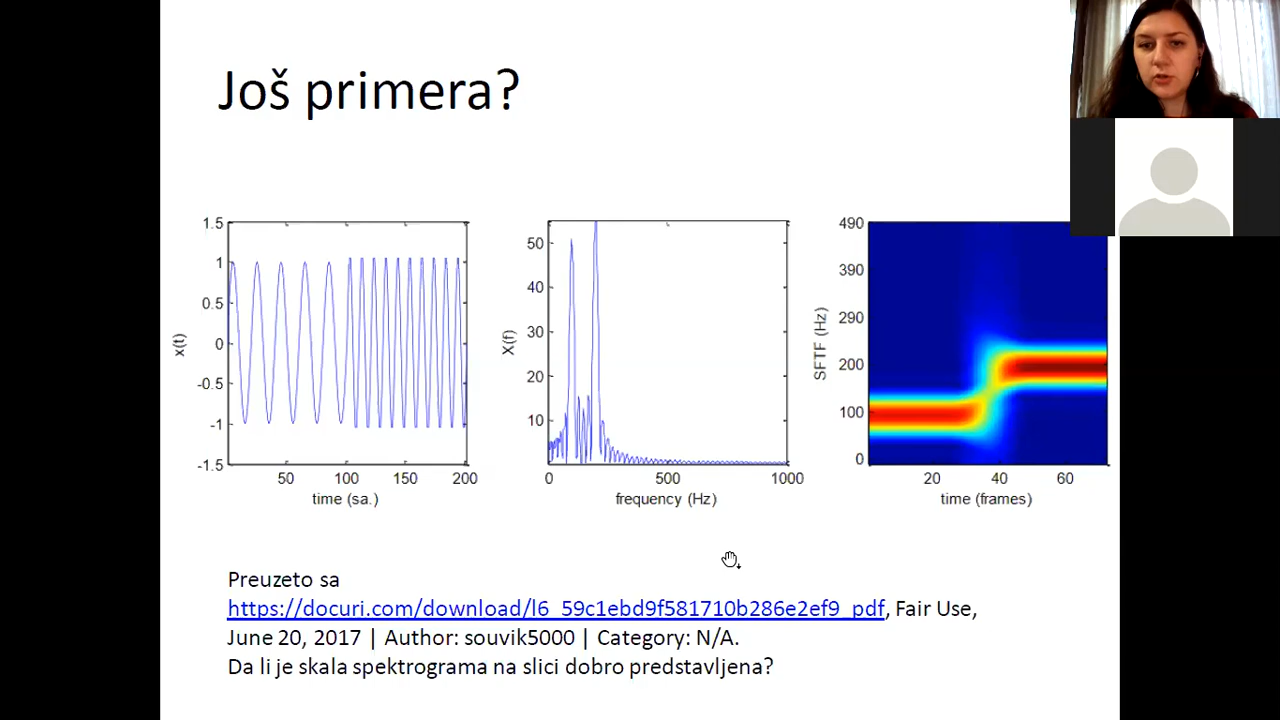 Još primera?
1.5
1
0.5
0
-0.5
-1
-1.5
x(t)
50 100 150 200
time (sa.)
50
40
30
20
10
X(f)
0 500 1000
frequency (Hz)
490
390
290
200
100
0
SFTF (Hz)
20 40 60
time (frames)
Preuzeto sa
https://docuri.com/download/l6_59c1ebd9f581710b286e2ef9_pdf, Fair Use,
June 20, 2017 | Author: souvik5000 | Category: N/A.
Da li je skala spektrograma na slici dobro predstavljena?